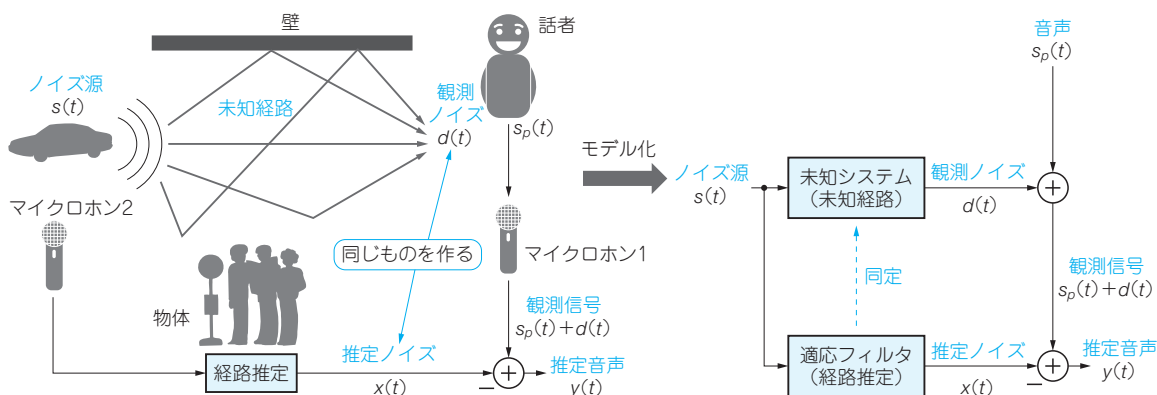 壁
話者
ノイズ源
s(t)
未知経路
観測
ノイズ
d(t)
sp(t)
マイクロホン2
マイクロホン1
同じものを作る
物体
観測信号
sp(t)+d(t)
経路推定
推定ノイズ
x(t)
−
+
推定音声
y(t)
モデル化
音声
sp(t)
ノイズ源
s(t)
未知システム
(未知経路)
観測ノイズ
d(t)
+
同定
観測信号
sp(t)+d(t)
適応フィルタ
(経路推定)
推定ノイズ
x(t)
−
+
推定音声
y(t)